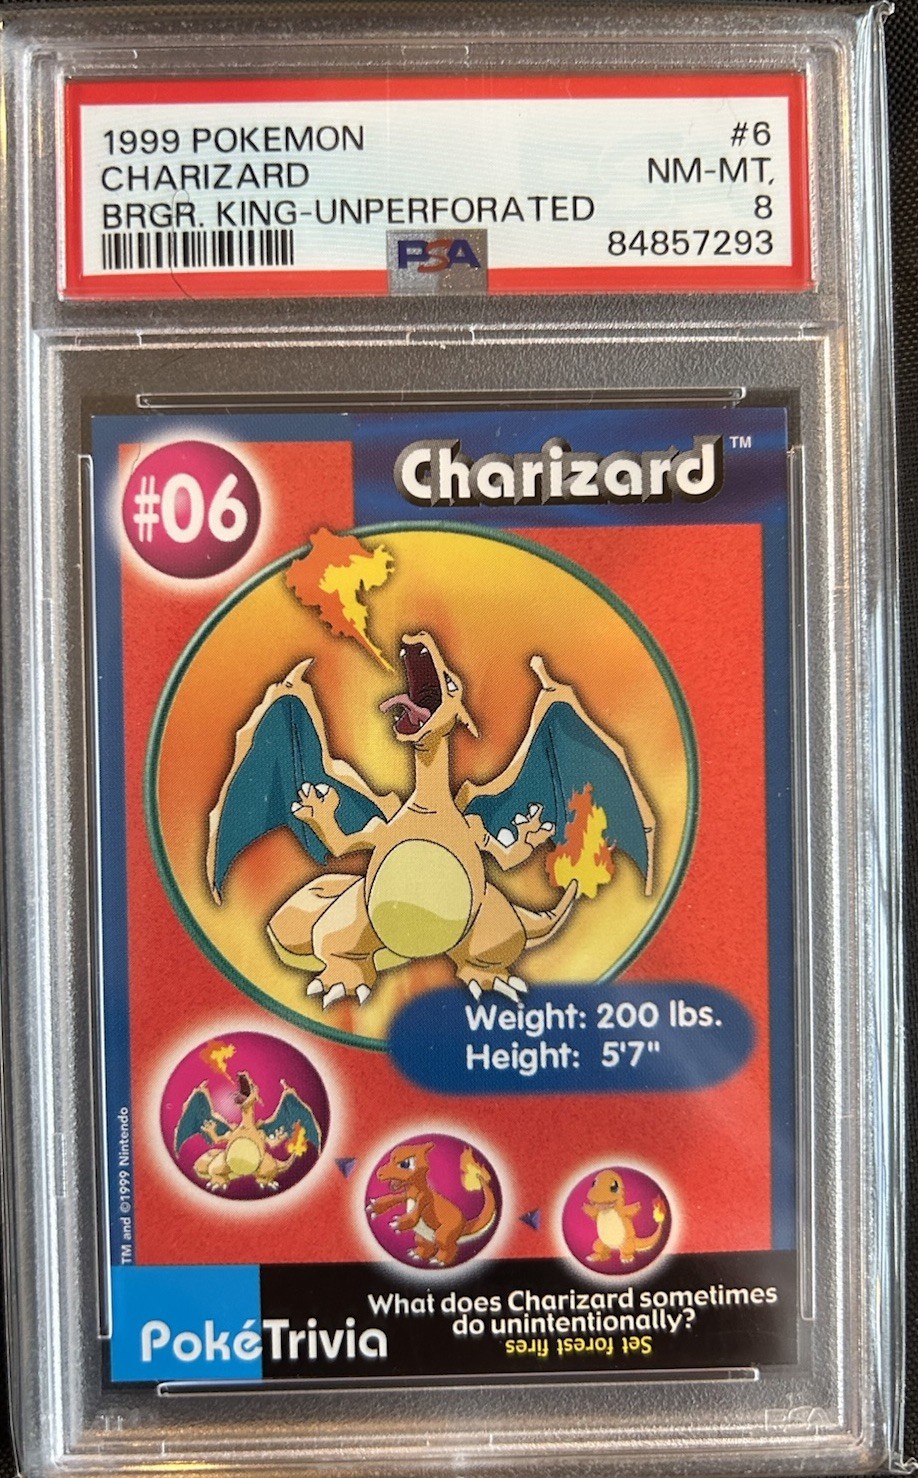 1999 POKEMON #6
CHARIZARD NM-MT
BRGR. KING-UNPERFORATED 8
PSA 84857293
Charizard™
#06
Weight: 200 lbs.
Height: 5'7"
TM and ©1999 Nintendo
PokéTrivia
What does Charizard sometimes
do unintentionally?
Set forest fires
PSA